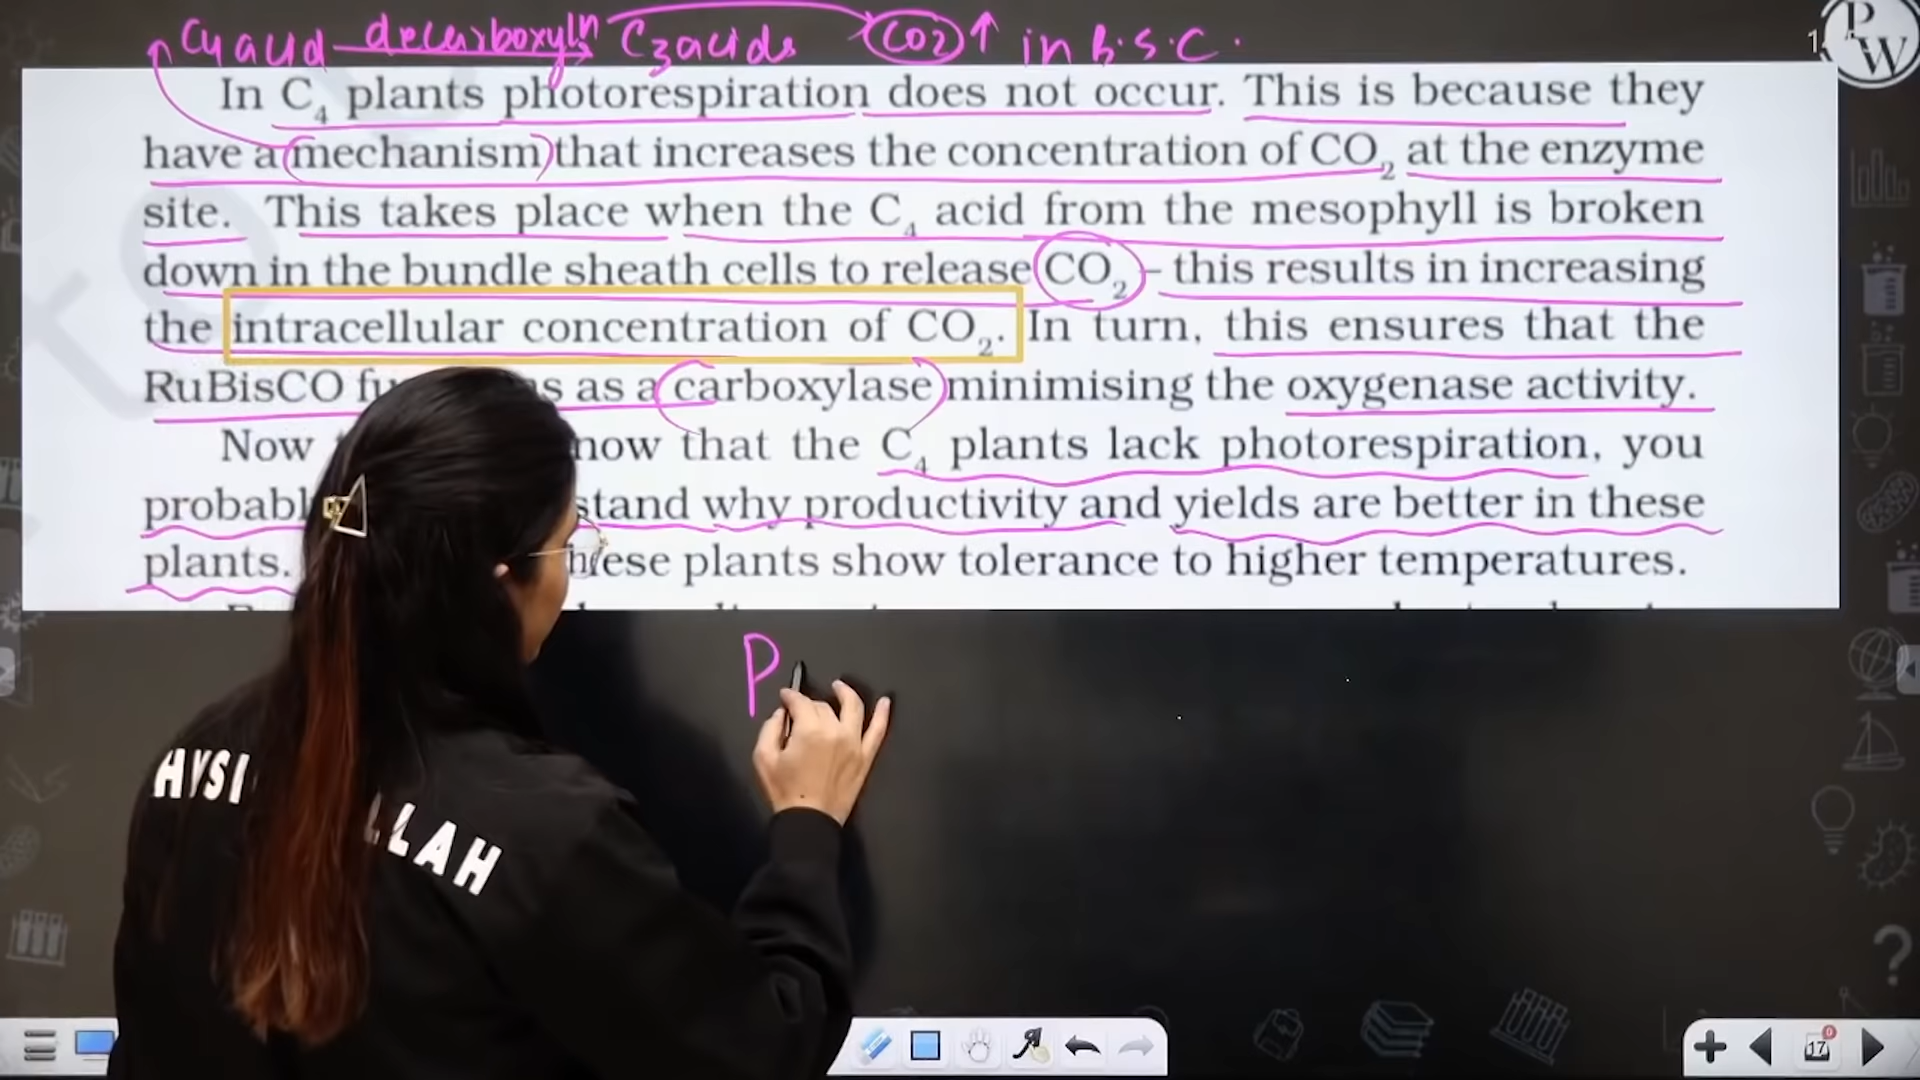 C4 acid decarboxyln C3 acids CO2 ↑ in B.S.C.
PW
In C4 plants photorespiration does not occur. This is because they
have a mechanism that increases the concentration of CO2 at the enzyme
site. This takes place when the C4 acid from the mesophyll is broken
down in the bundle sheath cells to release CO2 – this results in increasing
the intracellular concentration of CO2. In turn, this ensures that the
RuBisCO as a carboxylase minimising the oxygenase activity.
Now that the C4 plants lack photorespiration, you
why productivity and yields are better in these
plants. these plants show tolerance to higher temperatures.
P
HYSI LLAH
17
0